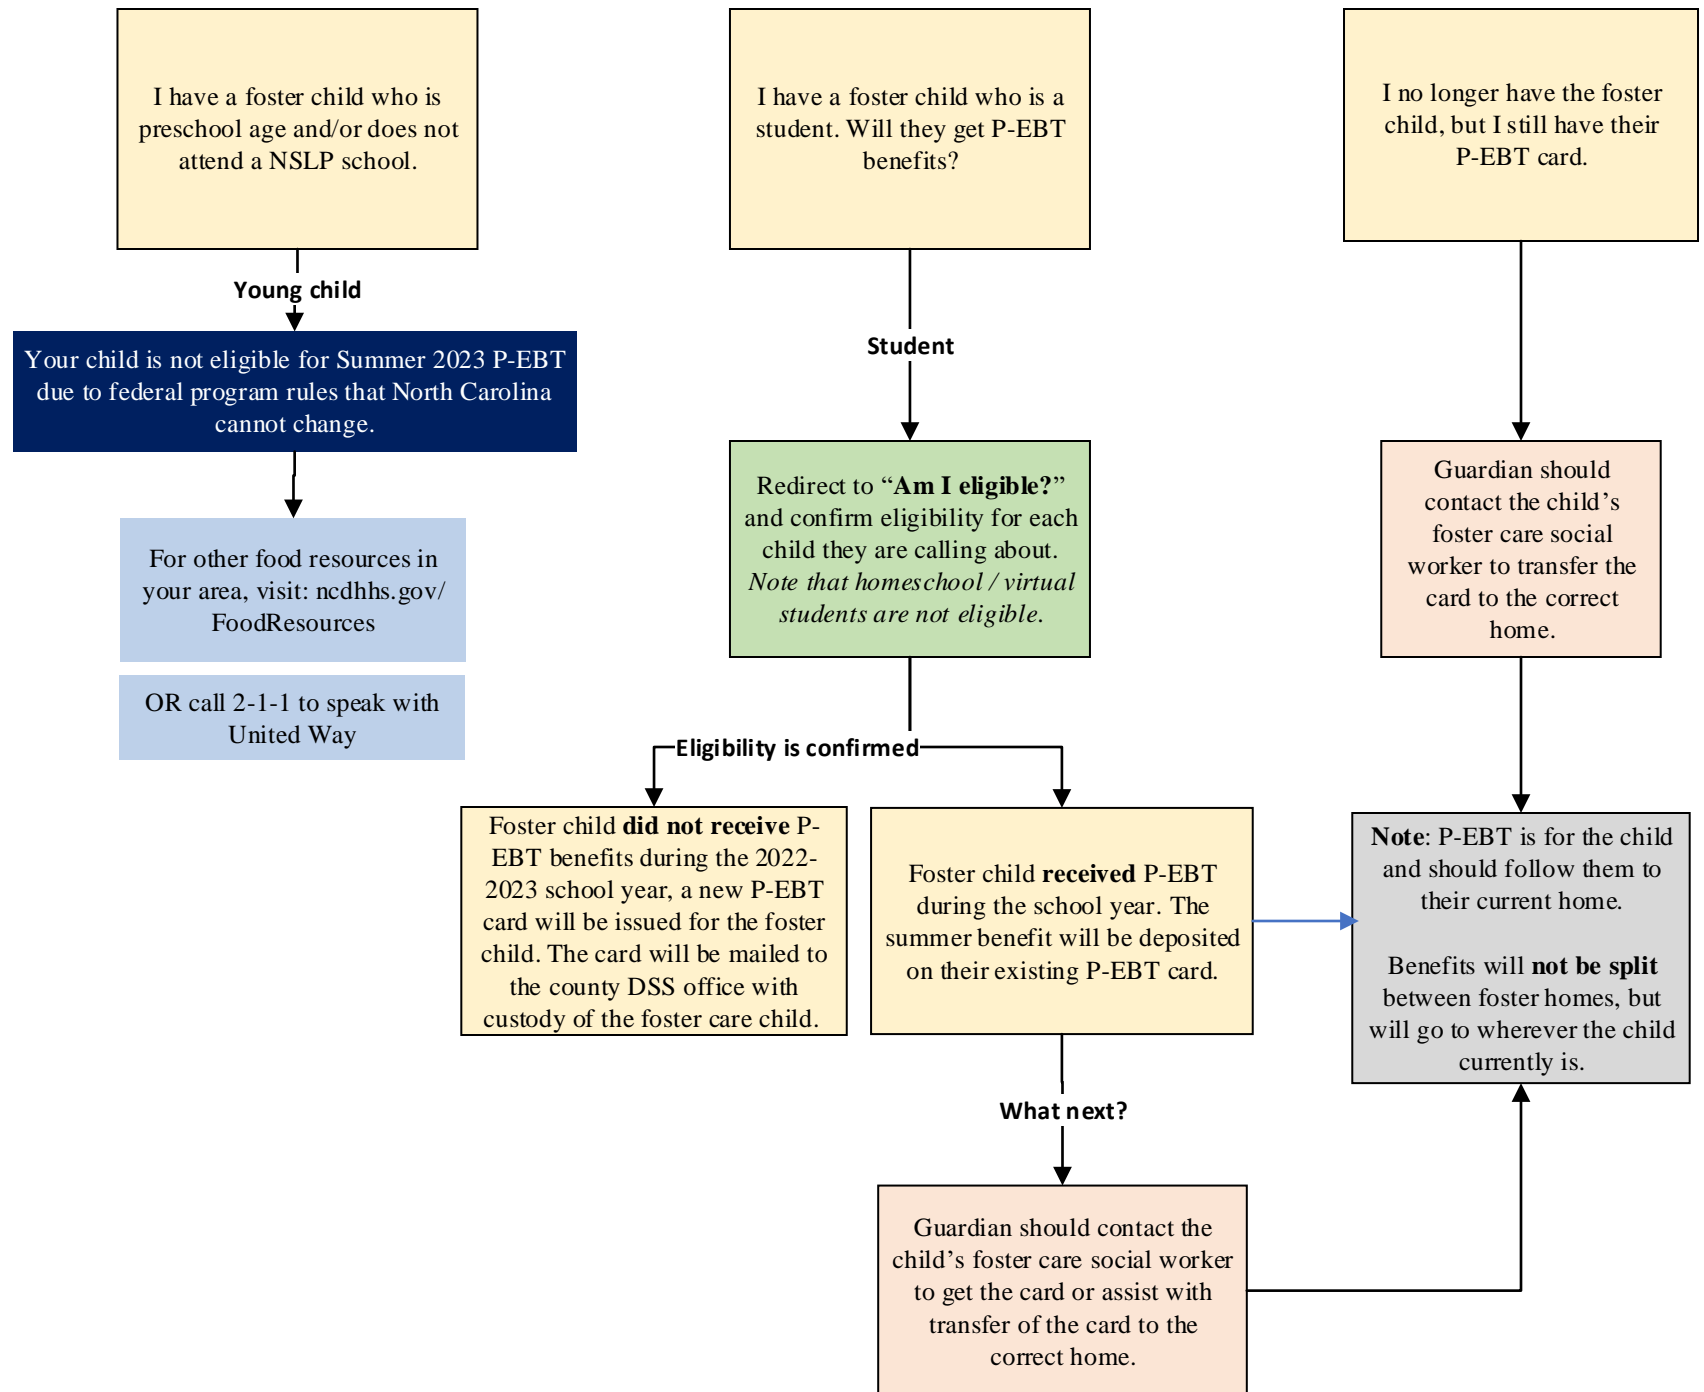 I have a foster child who is
preschool age and/or does not
attend a NSLP school.
Young child
Your child is not eligible for Summer 2023 P-EBT
due to federal program rules that North Carolina
cannot change.
For other food resources in
your area, visit: ncdhhs.gov/
FoodResources
OR call 2-1-1 to speak with
United Way
I have a foster child who is a
student. Will they get P-EBT
benefits?
Student
Redirect to “Am I eligible?”
and confirm eligibility for each
child they are calling about.
Note that homeschool / virtual
students are not eligible.
Eligibility is confirmed
Foster child did not receive P-
EBT benefits during the 2022-
2023 school year, a new P-EBT
card will be issued for the foster
child. The card will be mailed to
the county DSS office with
custody of the foster care child.
Foster child received P-EBT
during the school year. The
summer benefit will be deposited
on their existing P-EBT card.
What next?
Guardian should contact the
child’s foster care social worker
to get the card or assist with
transfer of the card to the
correct home.
I no longer have the foster
child, but I still have their
P-EBT card.
Guardian should
contact the child’s
foster care social
worker to transfer the
card to the correct
home.
Note: P-EBT is for the child
and should follow them to
their current home.
Benefits will not be split
between foster homes, but
will go to wherever the child
currently is.